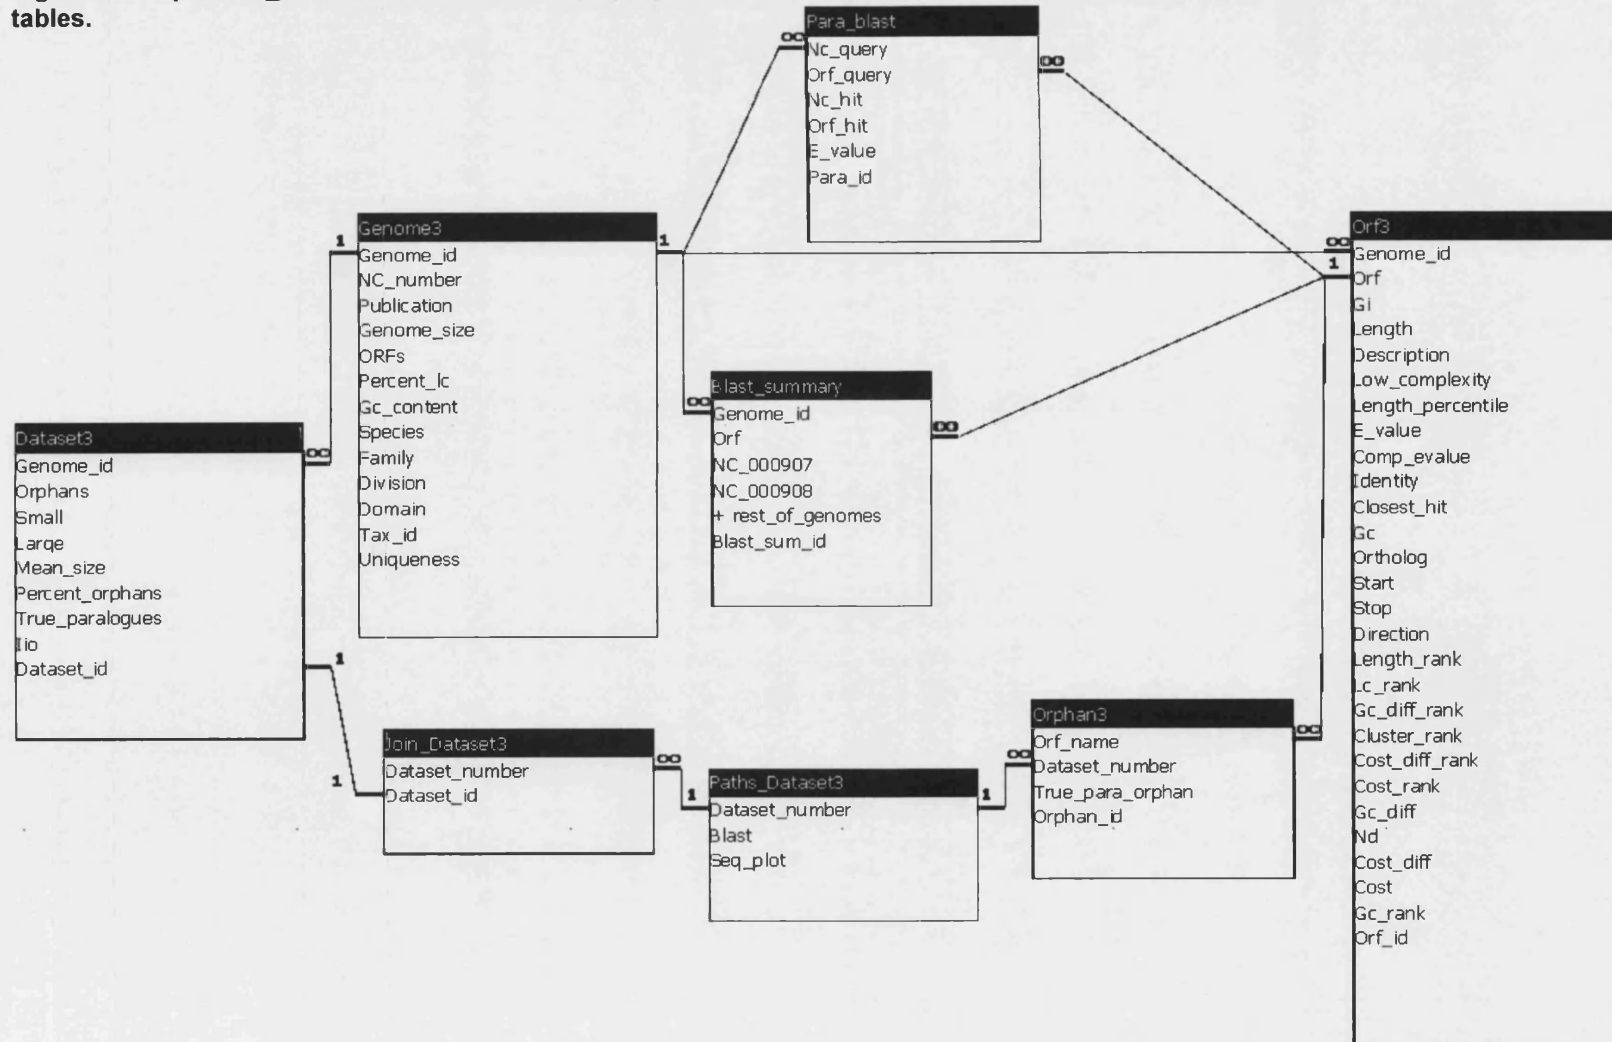 tables.
Para_blast
Nc_query
Orf_query
Nc_hit
Orf_hit
E_value
Para_id
Genome3
Genome_id
NC_number
Publication
Genome_size
ORFs
Percent_lc
Gc_content
Species
Family
Division
Domain
Tax_id
Uniqueness
Orf3
Genome_id
Orf
Gi
Length
Description
Low_complexity
Length_percentile
E_value
Comp_evalue
Identity
Closest_hit
Gc
Ortholog
Start
Stop
Direction
Length_rank
Lc_rank
Gc_diff_rank
Cluster_rank
Cost_diff_rank
Cost_rank
Gc_diff
Nd
Cost_diff
Cost
Gc_rank
Orf_id
Blast_summary
Genome_id
Orf
NC_000907
NC_000908
+ rest_of_genomes
Blast_sum_id
Dataset3
Genome_id
Orphans
Small
Large
Mean_size
Percent_orphans
True_paralogues
Iio
Dataset_id
Join_Dataset3
Dataset_number
Dataset_id
Paths_Dataset3
Dataset_number
Blast
Seq_plot
Orphan3
Orf_name
Dataset_number
True_para_orphan
Orphan_id
1
∞
1
∞
∞
∞
∞
1
∞
1
1
∞
1
1
∞
∞